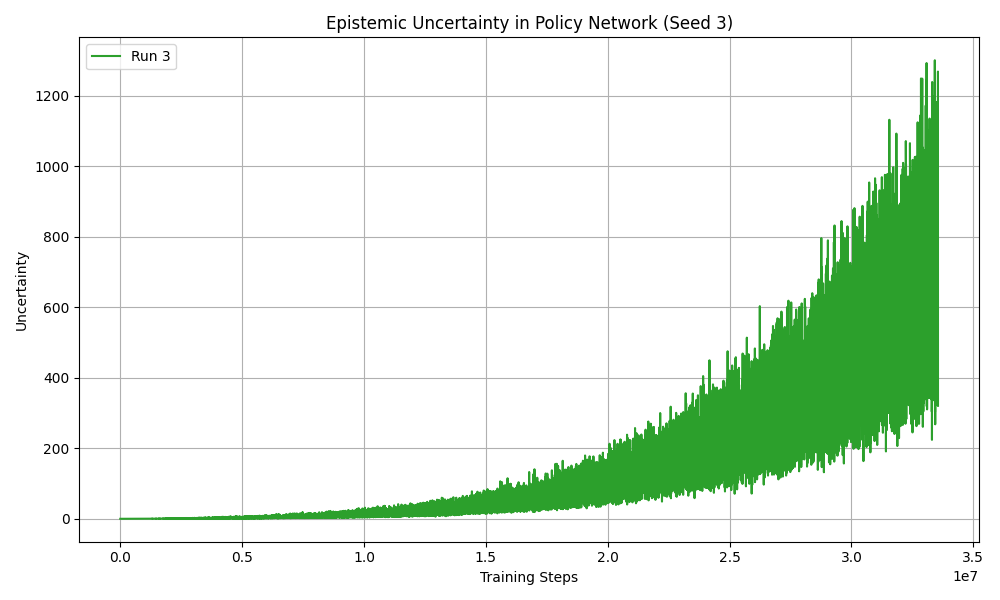 Epistemic Uncertainty in Policy Network (Seed 3)
Run 3
Uncertainty
1200
1000
800
600
400
200
0
0.0 0.5 1.0 1.5 2.0 2.5 3.0 3.5
1e7
Training Steps